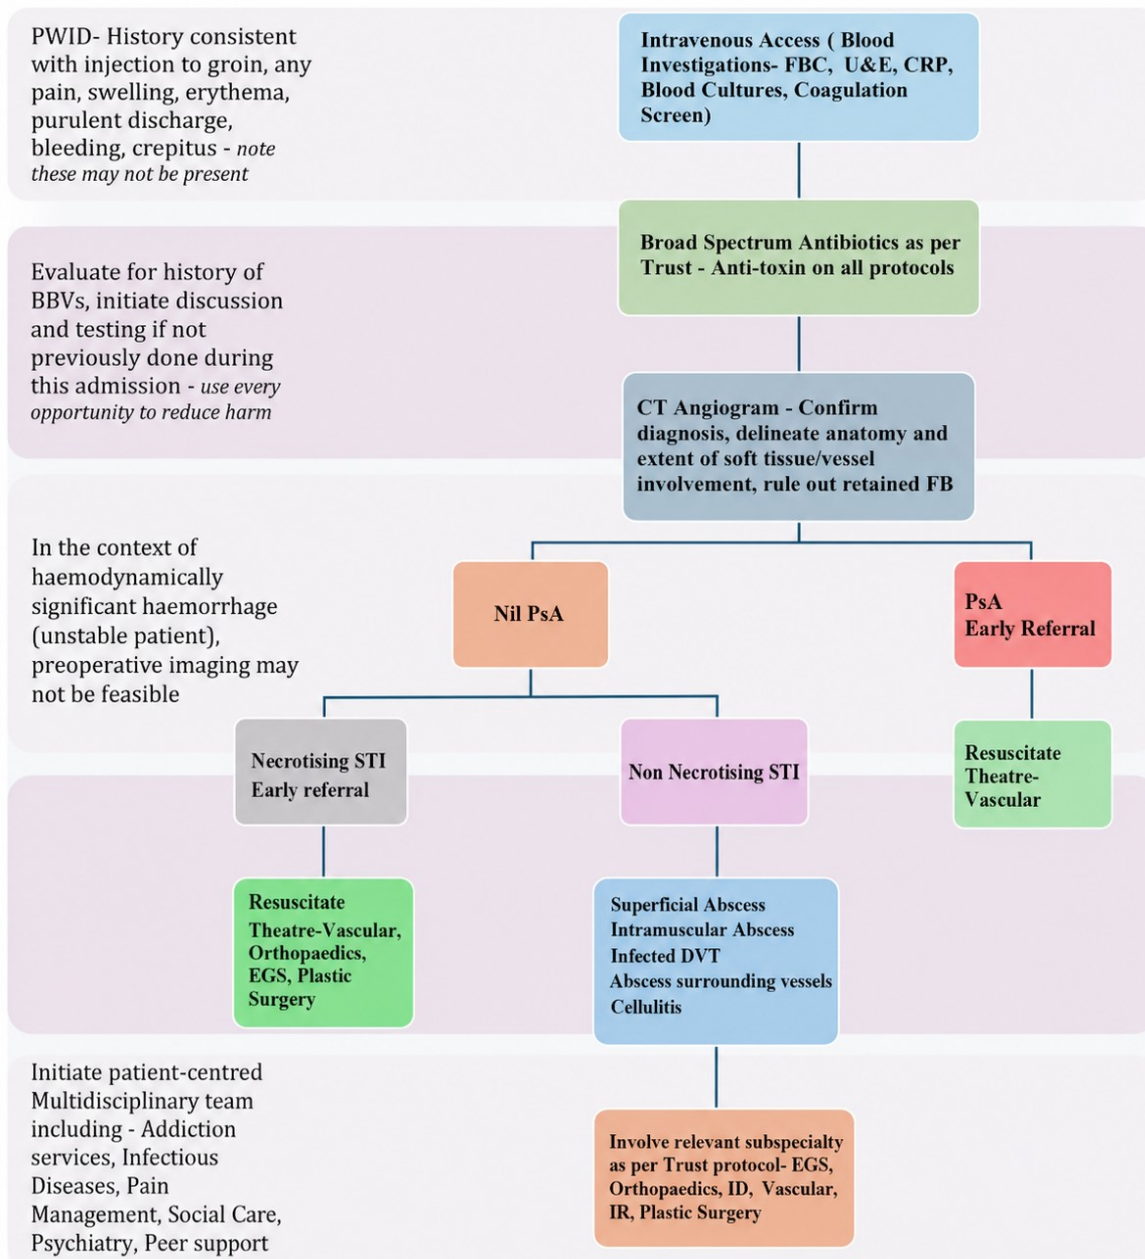 PWID- History consistent
with injection to groin, any
pain, swelling, erythema,
purulent discharge,
bleeding, crepitus - note
these may not be present
Intravenous Access ( Blood
Investigations- FBC, U&E, CRP,
Blood Cultures, Coagulation
Screen)
Broad Spectrum Antibiotics as per
Trust - Anti-toxin on all protocols
Evaluate for history of
BBVs, initiate discussion
and testing if not
previously done during
this admission - use every
opportunity to reduce harm
CT Angiogram - Confirm
diagnosis, delineate anatomy and
extent of soft tissue/vessel
involvement, rule out retained FB
In the context of
haemodynamically
significant haemorrhage
(unstable patient),
preoperative imaging may
not be feasible
Nil PsA
PsA
Early Referral
Necrotising STI
Early referral
Non Necrotising STI
Resuscitate
Theatre-
Vascular
Resuscitate
Theatre-Vascular,
Orthopaedics,
EGS, Plastic
Surgery
Superficial Abscess
Intramuscular Abscess
Infected DVT
Abscess surrounding vessels
Cellulitis
Initiate patient-centred
Multidisciplinary team
including - Addiction
services, Infectious
Diseases, Pain
Management, Social Care,
Psychiatry, Peer support
Involve relevant subspecialty
as per Trust protocol- EGS,
Orthopaedics, ID, Vascular,
IR, Plastic Surgery